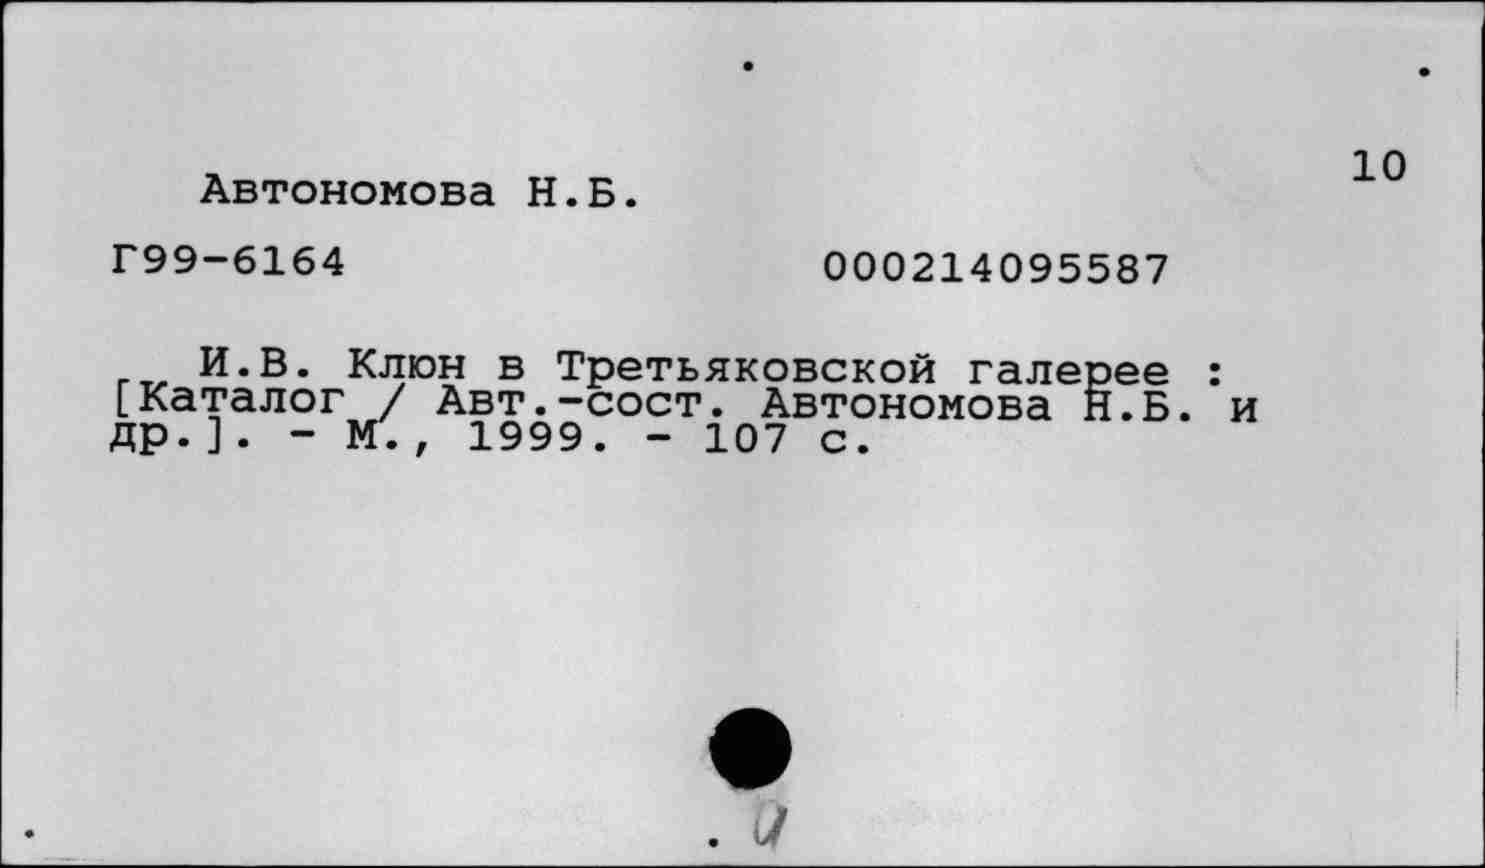 10
Автономова Н.Б.
Г99-6164 000214095587
И.В. Клюн в Третьяковской галерее :
[Каталог / Авт.-сост. Автономова Н.Б. и
др.]. - М., 1999. - 107 с.